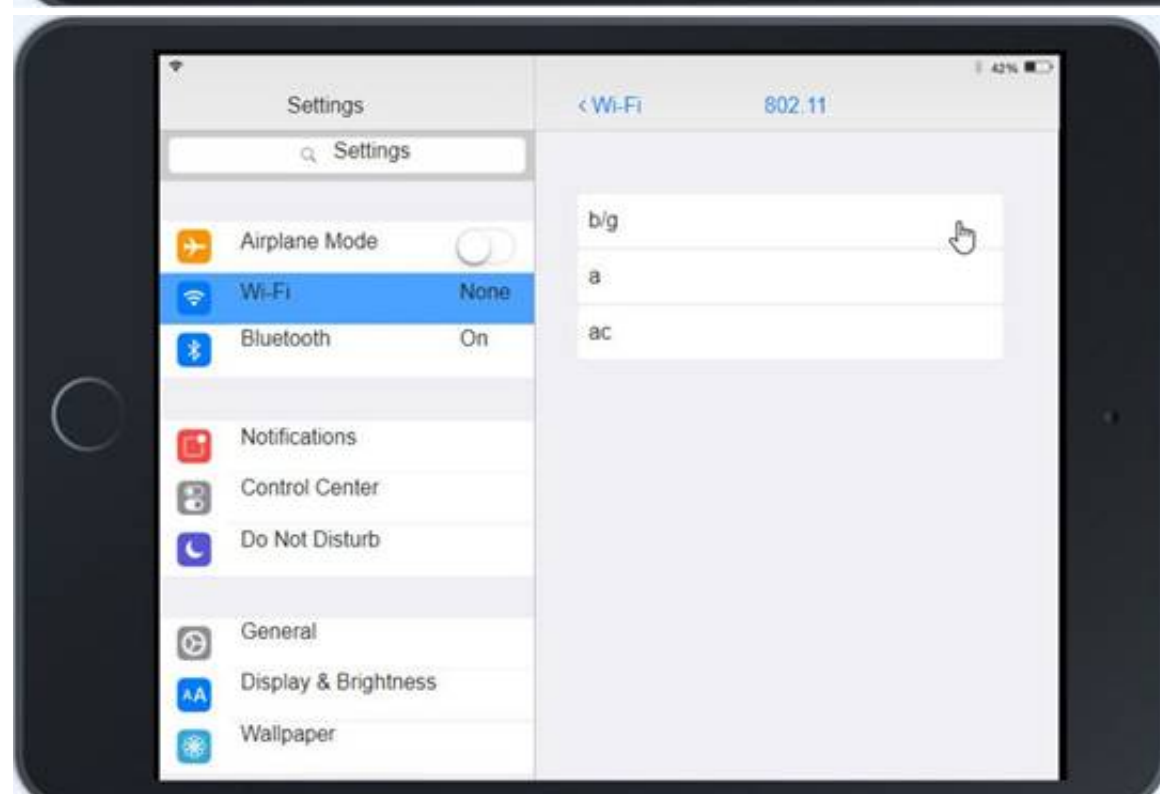 42%
Settings
< Wi-Fi
802.11
Settings
Airplane Mode
Wi-Fi None
Bluetooth On
Notifications
Control Center
Do Not Disturb
General
AA Display & Brightness
Wallpaper
b/g
a
ac